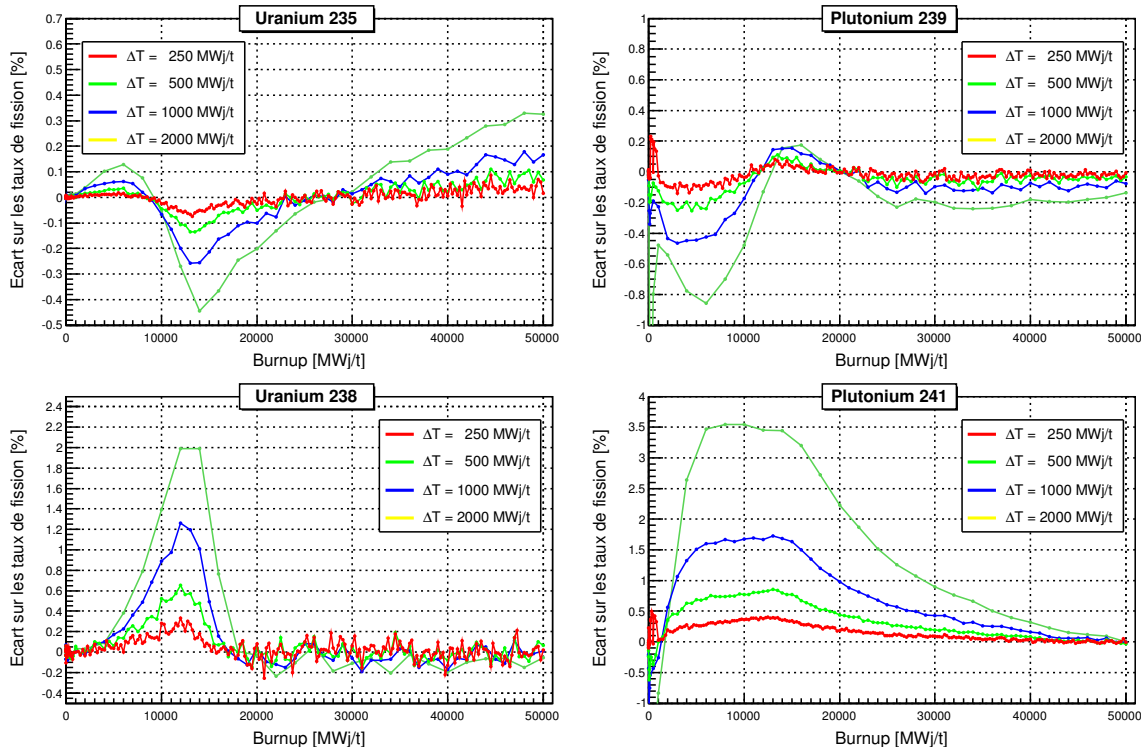 Uranium 235
Ecart sur les taux de fission [%]
0.7
0.6
0.5
0.4
0.3
0.2
0.1
0
-0.1
-0.2
-0.3
-0.4
-0.5
ΔT = 250 MWj/t
ΔT = 500 MWj/t
ΔT = 1000 MWj/t
ΔT = 2000 MWj/t
0 10000 20000 30000 40000 50000
Burnup [MWj/t]
Plutonium 239
Ecart sur les taux de fission [%]
1
0.8
0.6
0.4
0.2
0
-0.2
-0.4
-0.6
-0.8
-1
ΔT = 250 MWj/t
ΔT = 500 MWj/t
ΔT = 1000 MWj/t
ΔT = 2000 MWj/t
0 10000 20000 30000 40000 50000
Burnup [MWj/t]
Uranium 238
Ecart sur les taux de fission [%]
2.4
2.2
2
1.8
1.6
1.4
1.2
1
0.8
0.6
0.4
0.2
0
-0.2
-0.4
ΔT = 250 MWj/t
ΔT = 500 MWj/t
ΔT = 1000 MWj/t
ΔT = 2000 MWj/t
0 10000 20000 30000 40000 50000
Burnup [MWj/t]
Plutonium 241
Ecart sur les taux de fission [%]
4
3.5
3
2.5
2
1.5
1
0.5
0
-0.5
-1
ΔT = 250 MWj/t
ΔT = 500 MWj/t
ΔT = 1000 MWj/t
ΔT = 2000 MWj/t
0 10000 20000 30000 40000 50000
Burnup [MWj/t]